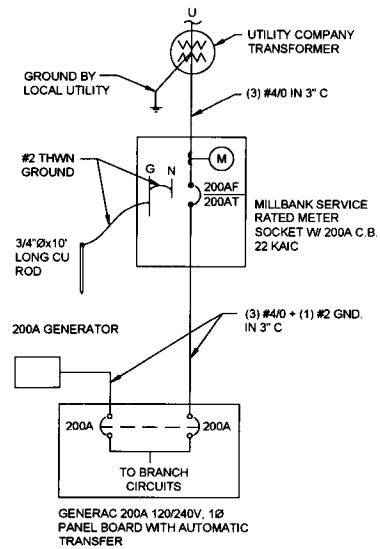 U
UTILITY COMPANY
TRANSFORMER
GROUND BY
LOCAL UTILITY
(3) #4/0 IN 3" C
M
#2 THWN
GROUND
G
N
200AF
200AT
MILLBANK SERVICE
RATED METER
SOCKET W/ 200A C.B.
22 KAIC
3/4"Øx10'
LONG CU
ROD
(3) #4/0 + (1) #2 GND.
IN 3" C
200A GENERATOR
200A
200A
TO BRANCH
CIRCUITS
GENERAC 200A 120/240V, 1Ø
PANEL BOARD WITH AUTOMATIC
TRANSFER